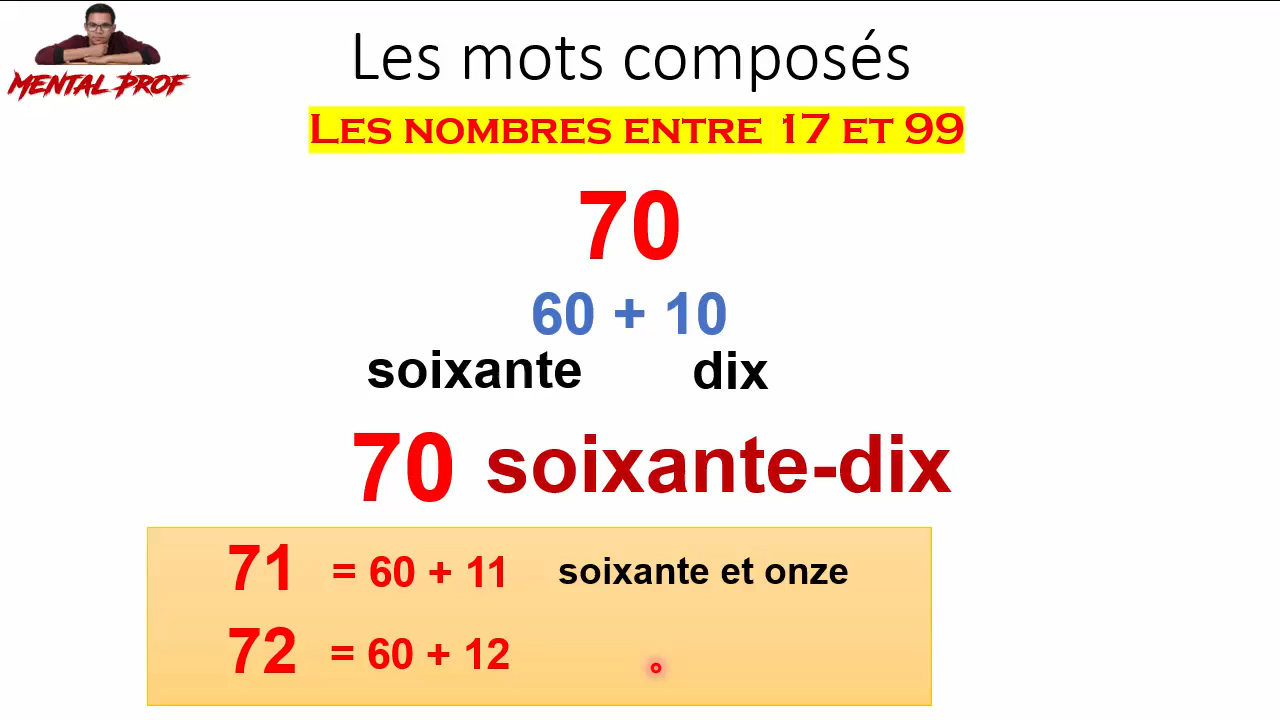 MENTAL PROF
Les mots composés
LES NOMBRES ENTRE 17 ET 99
70
60 + 10
soixante dix
70 soixante-dix
71 = 60 + 11 soixante et onze
72 = 60 + 12